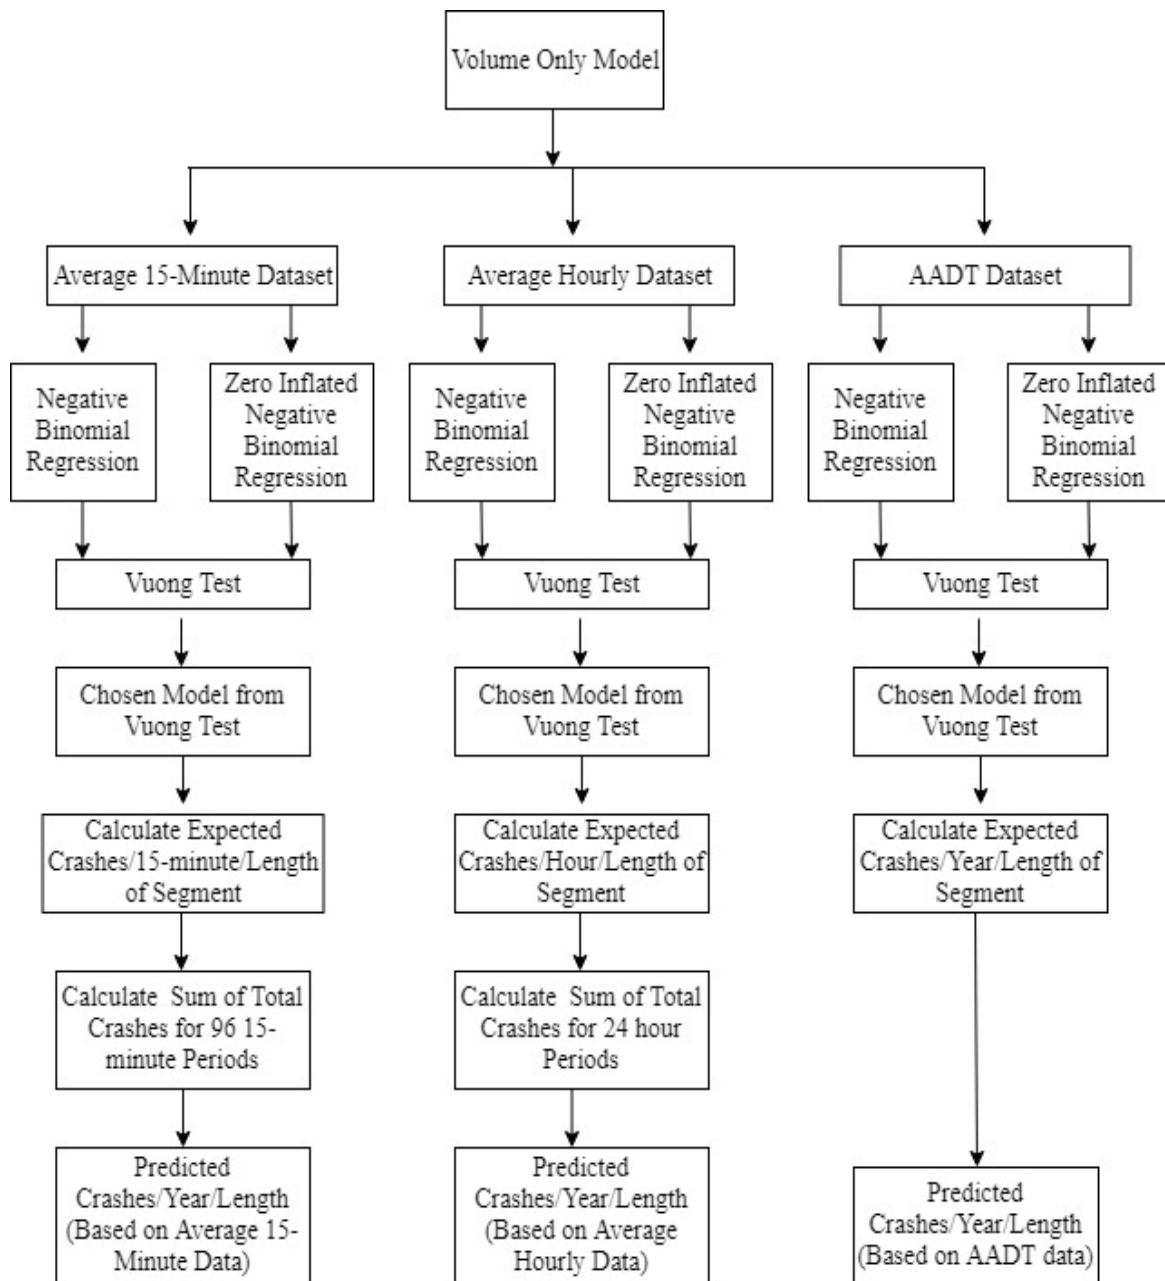 Volume Only Model
Average 15-Minute Dataset
Average Hourly Dataset
AADT Dataset
Negative
Binomial
Regression
Zero Inflated
Negative
Binomial
Regression
Negative
Binomial
Regression
Zero Inflated
Negative
Binomial
Regression
Negative
Binomial
Regression
Zero Inflated
Negative
Binomial
Regression
Vuong Test
Vuong Test
Vuong Test
Chosen Model from
Vuong Test
Chosen Model from
Vuong Test
Chosen Model from
Vuong Test
Calculate Expected
Crashes/15-minute/Length
of Segment
Calculate Expected
Crashes/Hour/Length of
Segment
Calculate Expected
Crashes/Year/Length of
Segment
Calculate Sum of Total
Crashes for 96 15-
minute Periods
Calculate Sum of Total
Crashes for 24 hour
Periods
Predicted
Crashes/Year/Length
(Based on Average 15-
Minute Data)
Predicted
Crashes/Year/Length
(Based on Average
Hourly Data)
Predicted
Crashes/Year/Length
(Based on AADT data)